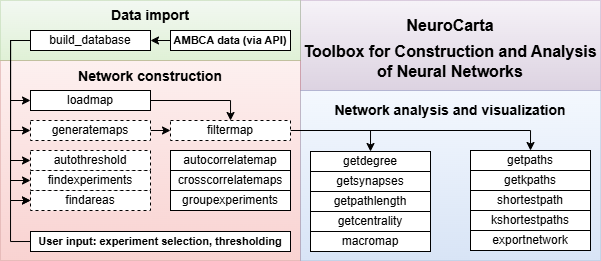 Data import
build_database
AMBCA data (via API)
NeuroCarta
Toolbox for Construction and Analysis
of Neural Networks
Network construction
loadmap
generatemaps
filtermap
autothreshold
findexperiments
findareas
autocorrelatemap
crosscorrelatemaps
groupexperiments
User input: experiment selection, thresholding
Network analysis and visualization
getdegree
getsynapses
getpathlength
getcentrality
macromap
getpaths
getkpaths
shortestpath
kshortestpaths
exportnetwork